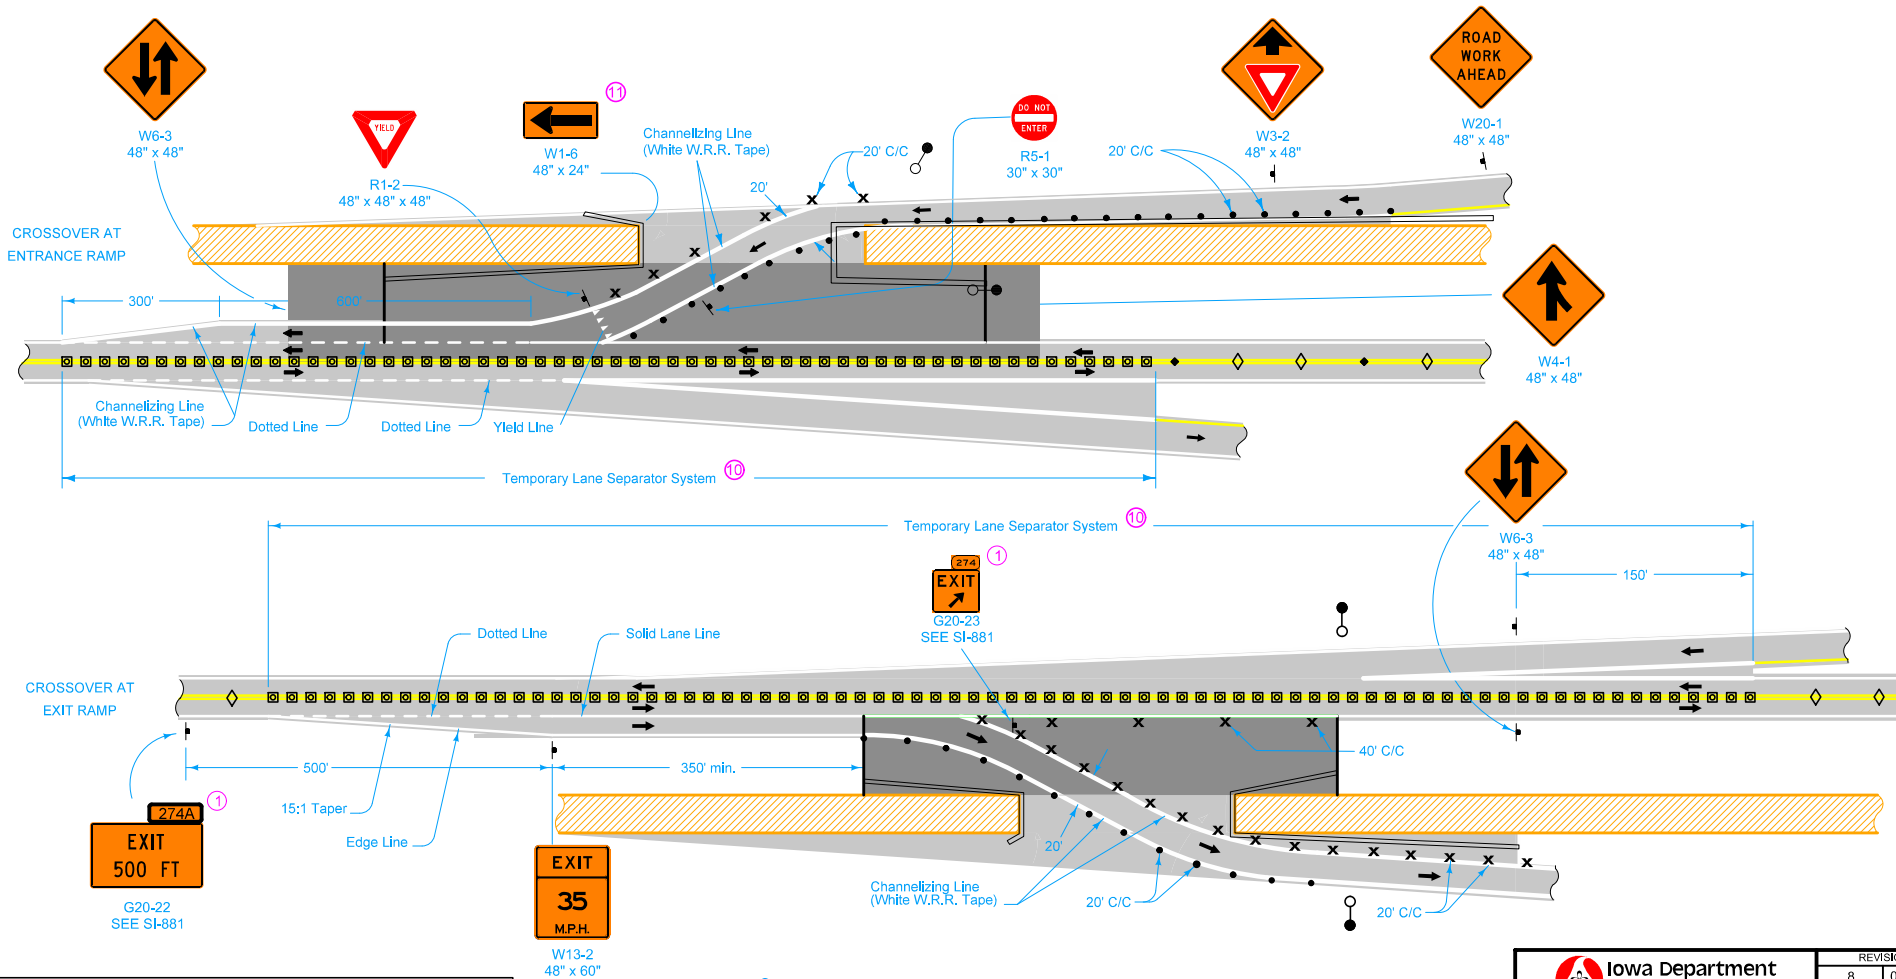 ROAD
WORK
AHEAD
W20-1
48" x 48"
W3-2
48" x 48"
DO NOT
ENTER
R5-1
30" x 30"
W6-3
48" x 48"
YIELD
R1-2
48" x 48" x 48"
11
W1-6
48" x 24"
Channelizing Line
(White W.R.R. Tape)
20' C/C
20' C/C
20'
CROSSOVER AT
ENTRANCE RAMP
300'
600'
W4-1
48" x 48"
Channelizing Line
(White W.R.R. Tape)
Dotted Line
Dotted Line
Yield Line
Temporary Lane Separator System 10
Temporary Lane Separator System 10
W6-3
48" x 48"
150'
274
1
EXIT
G20-23
SEE SI-881
Dotted Line
Solid Lane Line
CROSSOVER AT
EXIT RAMP
500'
350' min.
40' C/C
15:1 Taper
Edge Line
274A
1
EXIT
500 FT
G20-22
SEE SI-881
EXIT
35
M.P.H.
W13-2
48" x 60"
20'
Channelizing Line
(White W.R.R. Tape)
20' C/C
20' C/C
Iowa Department
REVISI
8